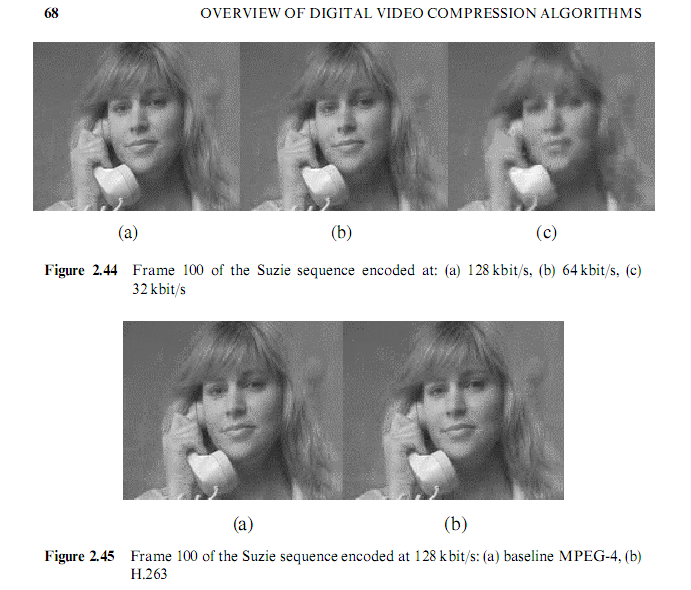 68 OVERVIEW OF DIGITAL VIDEO COMPRESSION ALGORITHMS
(a) (b) (c)
Figure 2.44 Frame 100 of the Suzie sequence encoded at: (a) 128 kbit/s, (b) 64 kbit/s, (c)
32 kbit/s
(a) (b)
Figure 2.45 Frame 100 of the Suzie sequence encoded at 128 kbit/s: (a) baseline MPEG-4, (b)
H.263